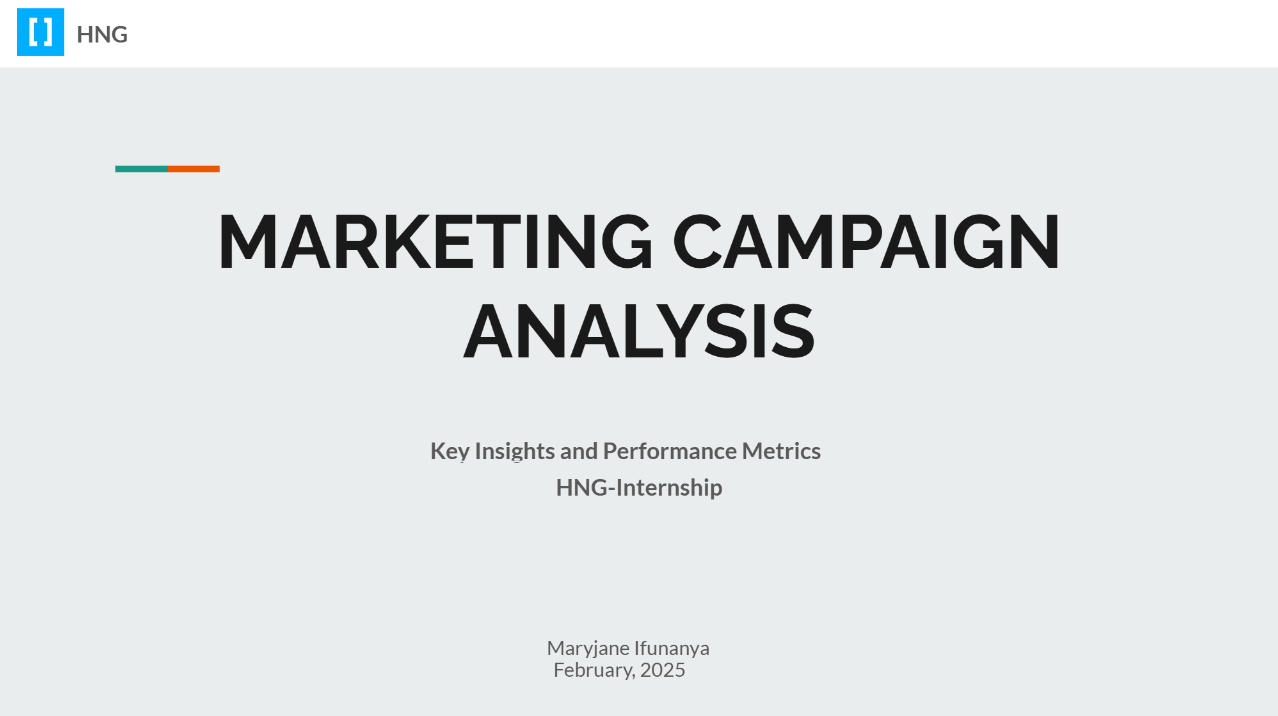 HNG
MARKETING CAMPAIGN
ANALYSIS
Key Insights and Performance Metrics
HNG-Internship
Maryjane Ifunanya
February, 2025